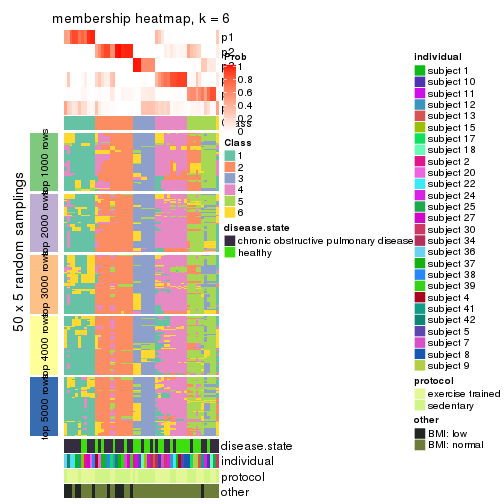 membership heatmap, k = 6
p1
p2
Prob
1
0.8
0.6
0.4
0.2
0
Class
1
2
3
4
5
6
disease.state
chronic obstructive pulmonary disease
healthy
50 x 5 random samplings
top 1000 rows
top 2000 rows
top 3000 rows
top 4000 rows
top 5000 rows
disease.state
individual
protocol
other
individual
subject 1
subject 10
subject 11
subject 12
subject 13
subject 15
subject 17
subject 18
subject 2
subject 20
subject 22
subject 24
subject 25
subject 27
subject 30
subject 34
subject 36
subject 37
subject 38
subject 39
subject 4
subject 41
subject 42
subject 5
subject 7
subject 8
subject 9
protocol
exercise trained
sedentary
other
BMI: low
BMI: normal